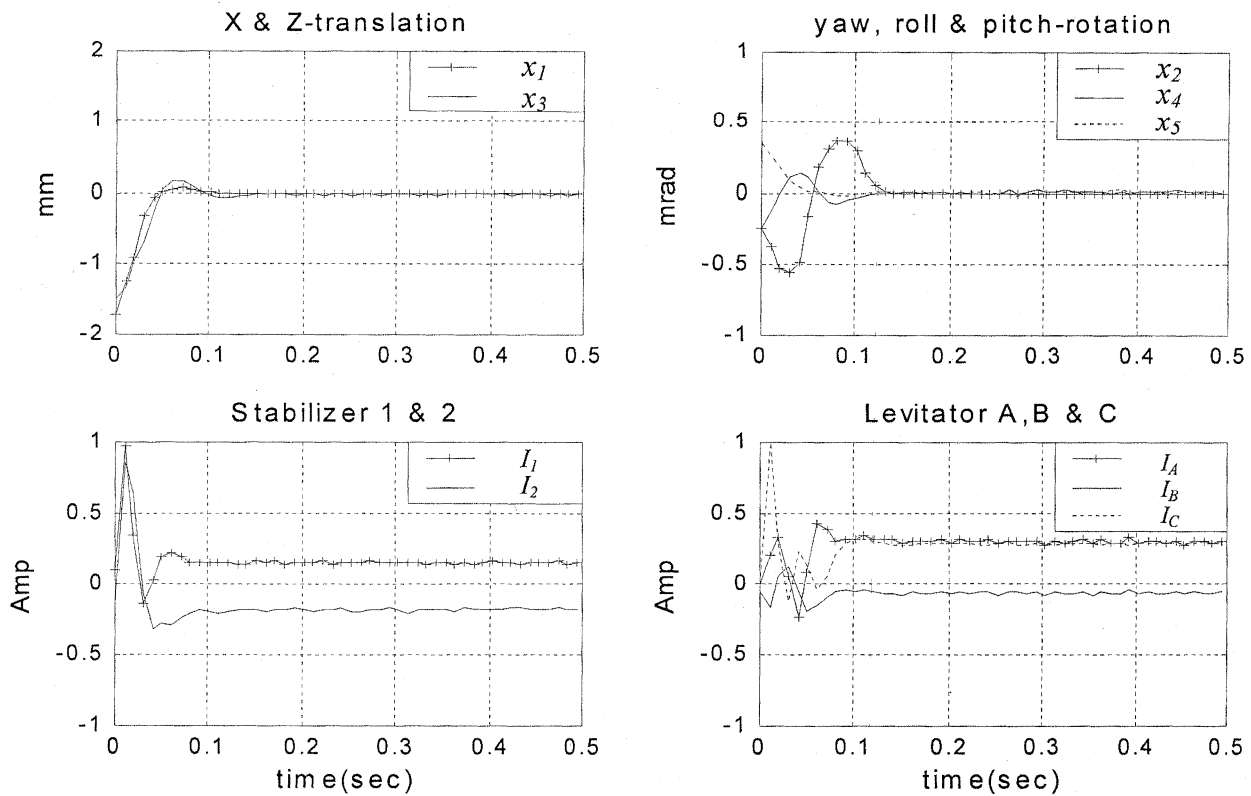 X & Z-translation
2
1
0
-1
-2
mm
x1
x3
0 0.1 0.2 0.3 0.4 0.5
yaw, roll & pitch-rotation
1
0.5
0
-0.5
-1
mrad
x2
x4
x5
0 0.1 0.2 0.3 0.4 0.5
Stabilizer 1 & 2
1
0.5
0
-0.5
-1
Amp
I1
I2
0 0.1 0.2 0.3 0.4 0.5
time(sec)
Levitator A,B & C
1
0.5
0
-0.5
-1
Amp
IA
IB
IC
0 0.1 0.2 0.3 0.4 0.5
time(sec)